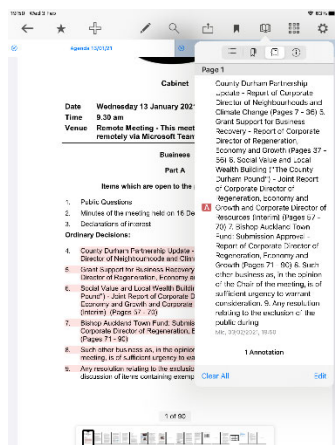 Agenda 13/01/21
Page 1
County Durham Partnership
Update - Report of Corporate
Director of Neighbourhoods and
Climate Change (Pages 7 - 36) 5.
Grant Support for Business
Recovery - Report of Corporate
Director of Regeneration,
Economy and Growth (Pages 37 -
56) 6. Social Value and Local
Wealth Building ("The County
Durham Pound") - Joint Report
of Corporate Director of
Regeneration, Economy and
Growth and Corporate Director of
Resources (Interim) (Pages 57 -
70) 7. Bishop Auckland Town
Fund: Submission Approval -
Report of Corporate Director of
Regeneration, Economy and
Growth (Pages 71 - 90) 8. Such
other business as, in the opinion
of the Chair of the meeting, is of
sufficient urgency to warrant
consideration. 9. Any resolution
relating to the exclusion of the
public during
1 Annotation
Clear All
Edit
Cabinet
Date Wednesday 13 January 202
Time 9.30 am
Venue Remote Meeting - This meet
remotely via Microsoft Team
Business
Part A
Items which are open to the
1. Public Questions
2. Minutes of the meeting held on 16 De
3. Declarations of interest
Ordinary Decisions:
4. County Durham Partnership Update -
Director of Neighbourhoods and Clim
5. Grant Support for Business Recovery
Report of Corporate Director of
Regeneration, Economy a
6. Social Value and Local Wealth Buildi
Pound") - Joint Report of Corporate D
Economy and Growth and Corporate
(Interim) (Pages 57 - 70)
7. Bishop Auckland Town Fund: Submis
Corporate Director of Regeneration, E
(Pages 71 - 90)
8. Such other business as, in the opinion
meeting, is of sufficient urgency to wa
9. Any resolution relating to the exclusio
discussion of items containing exemp
1 of 90